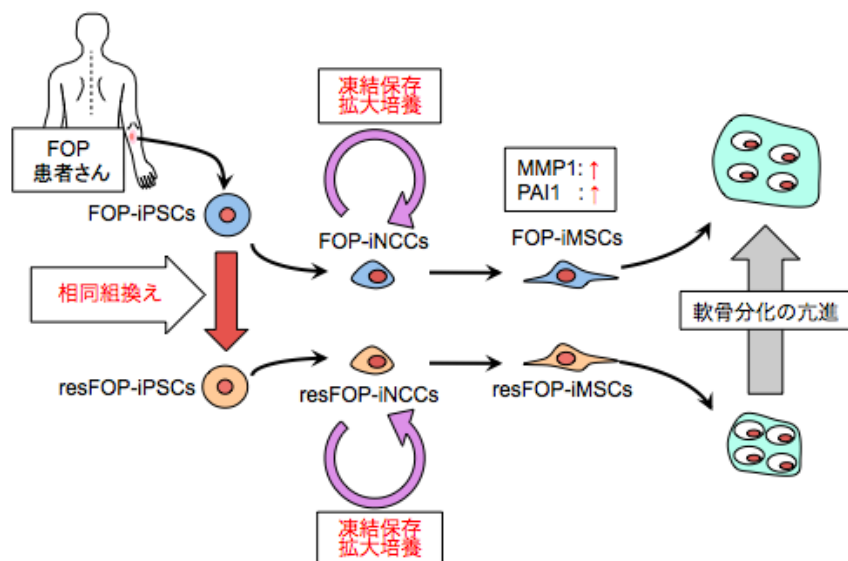 FOP
患者さん
FOP-iPSCs
凍結保存
拡大培養
FOP-iNCCs
MMP1:↑
PAI1 :↑
FOP-iMSCs
相同組換え
軟骨分化の亢進
resFOP-iPSCs
resFOP-iNCCs
resFOP-iMSCs
凍結保存
拡大培養